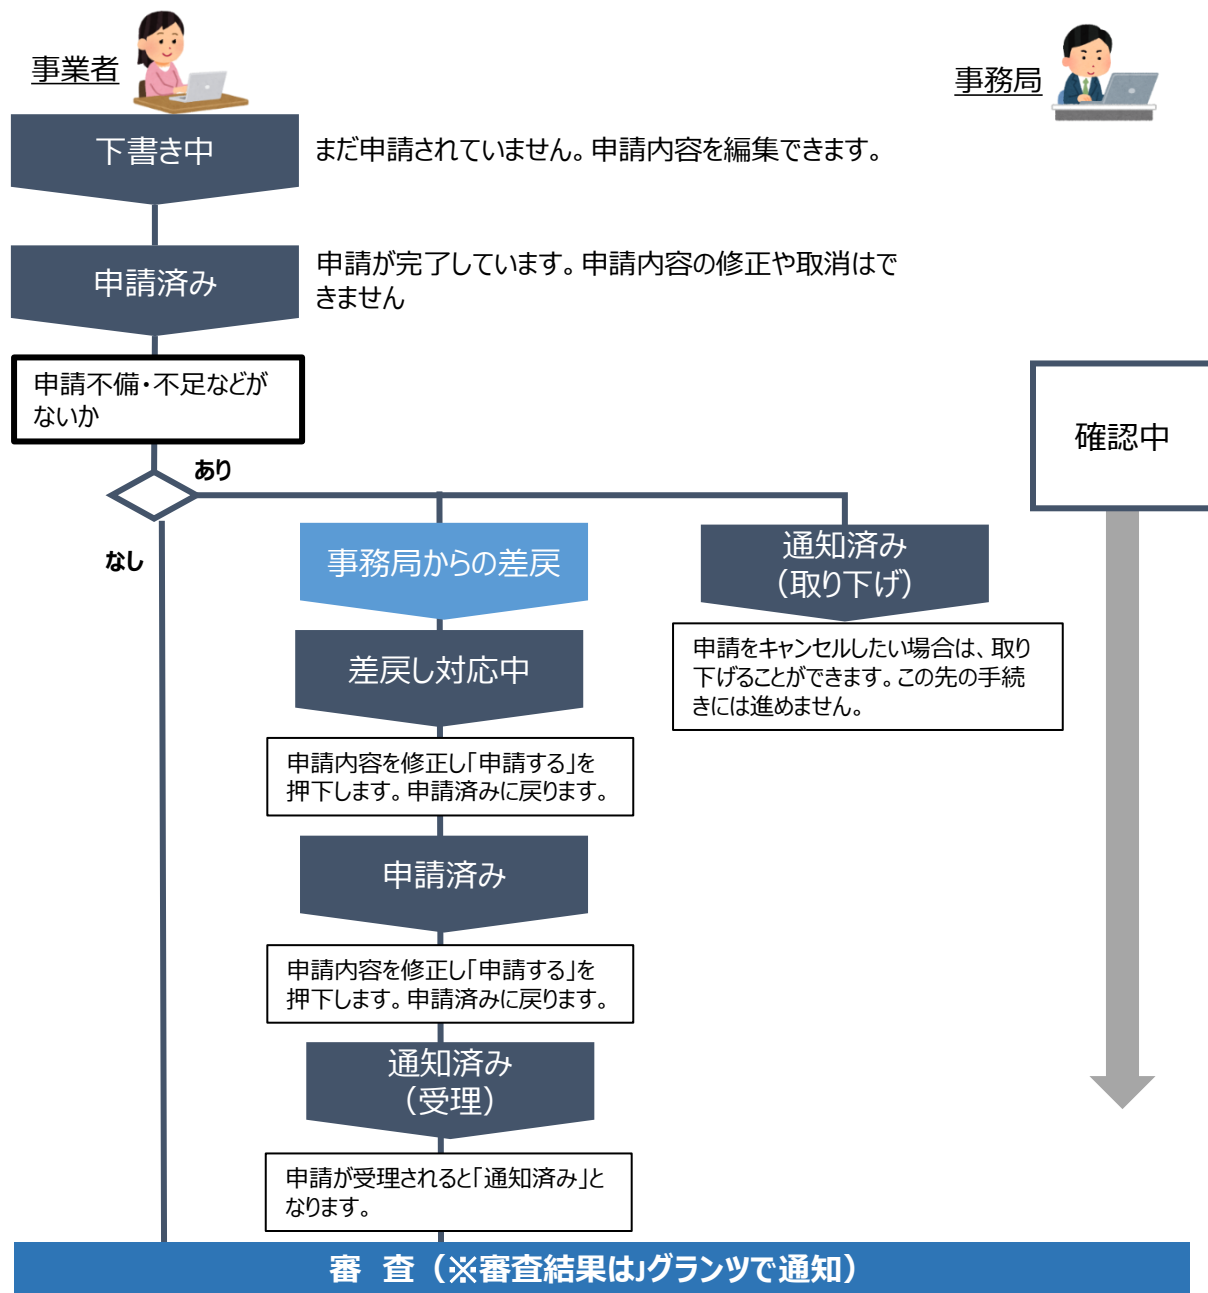 事業者
事務局
下書き中
まだ申請されていません。申請内容を編集できます。
申請済み
申請が完了しています。申請内容の修正や取消はで
きません
申請不備・不足などが
ないか
確認中
あり
なし
事務局からの差戻
通知済み
（取り下げ）
差戻し対応中
申請をキャンセルしたい場合は、取り
下げることができます。この先の手続
きには進めません。
申請内容を修正し「申請する」を
押下します。申請済みに戻ります。
申請済み
申請内容を修正し「申請する」を
押下します。申請済みに戻ります。
通知済み
（受理）
申請が受理されると「通知済み」と
なります。
審　査（※審査結果はJグランツで通知）